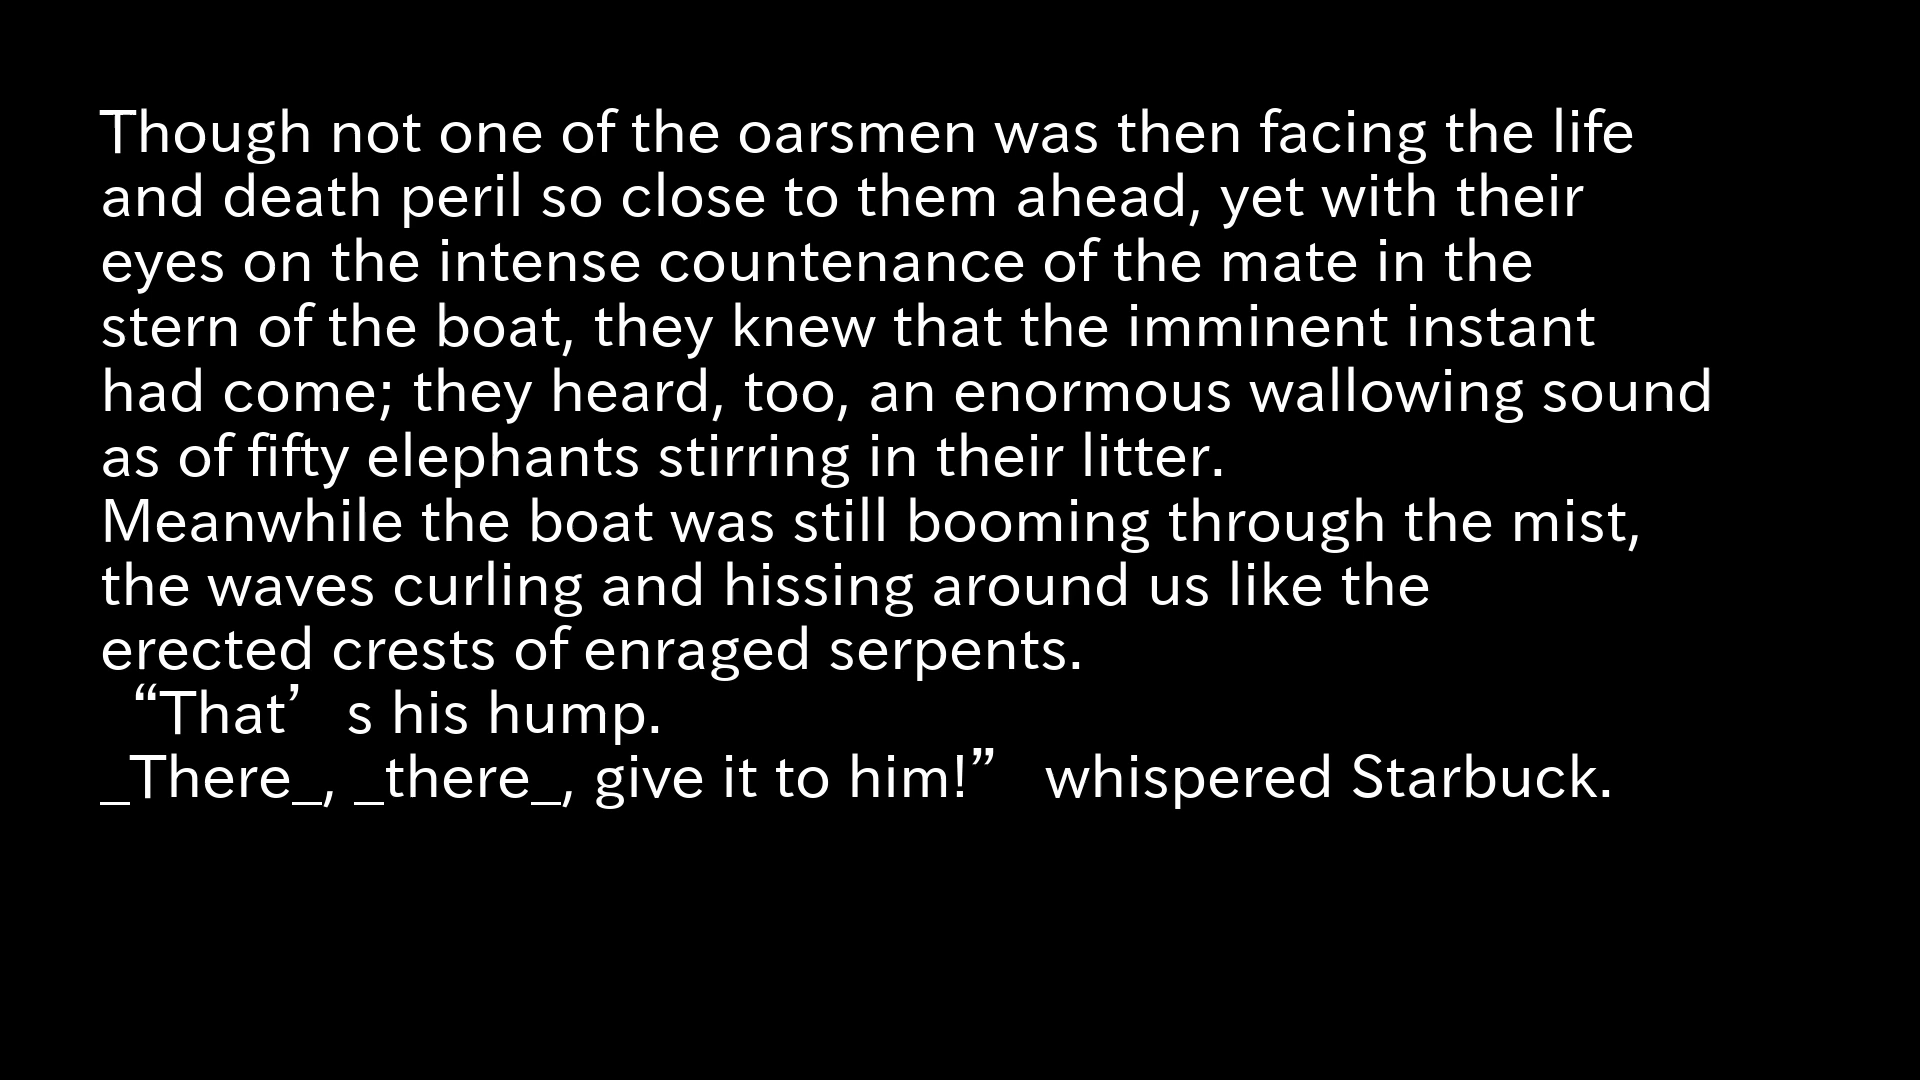 Though not one of the oarsmen was then facing the life
and death peril so close to them ahead, yet with their
eyes on the intense countenance of the mate in the
stern of the boat, they knew that the imminent instant
had come; they heard, too, an enormous wallowing sound
as of fifty elephants stirring in their litter.
Meanwhile the boat was still booming through the mist,
the waves curling and hissing around us like the
erected crests of enraged serpents.
“That’s his hump.
_There_, _there_, give it to him!” whispered Starbuck.